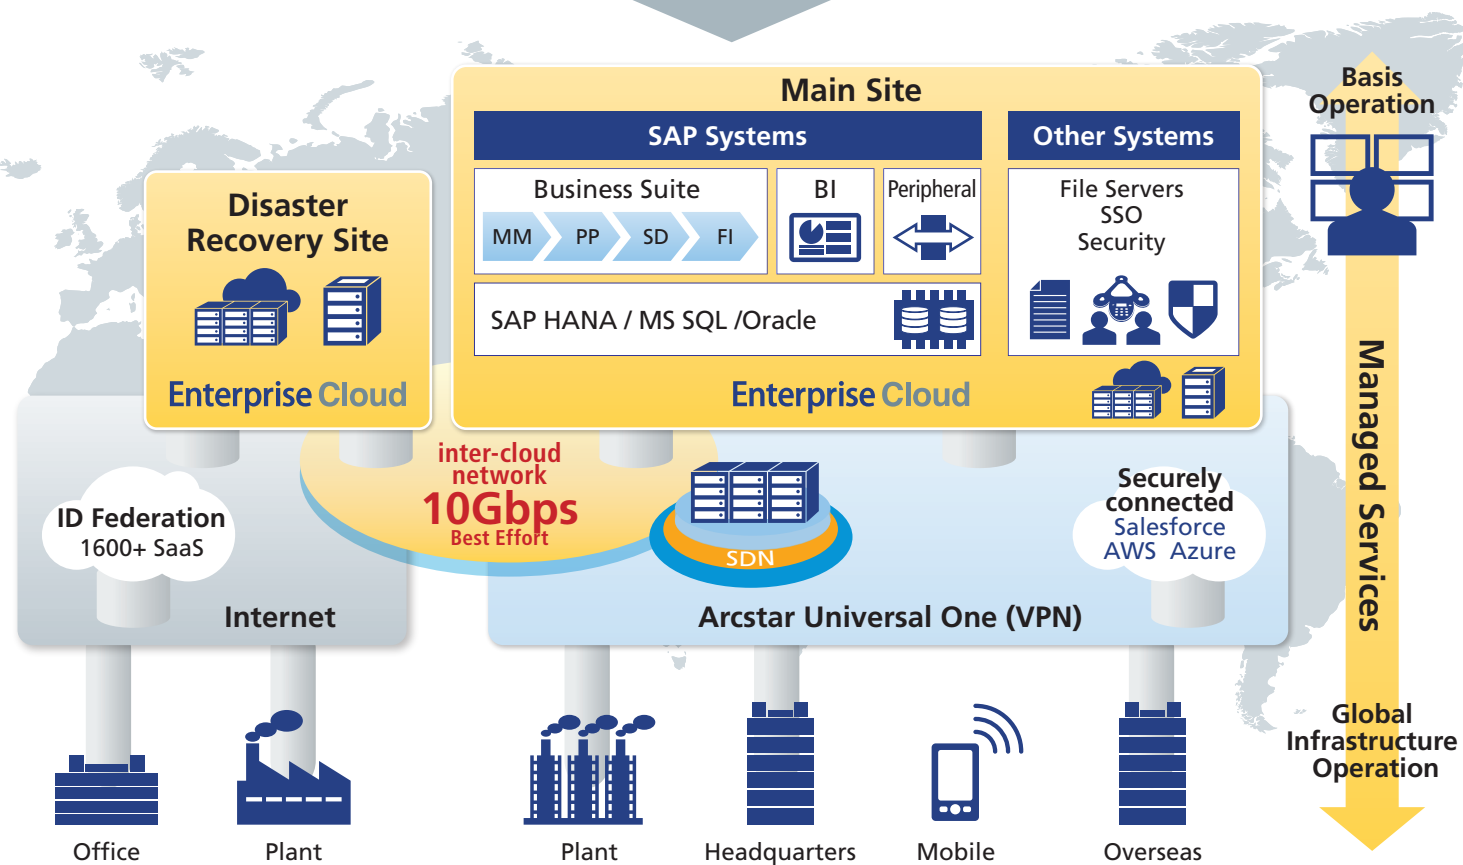 Main Site
SAP Systems
Other Systems
Business Suite
MM PP SD FI
BI
Peripheral
File Servers
SSO
Security
SAP HANA / MS SQL /Oracle
Enterprise Cloud
Disaster
Recovery Site
Enterprise Cloud
inter-cloud
network
10Gbps
Best Effort
SDN
ID Federation
1600+ SaaS
Internet
Securely
connected
Salesforce
AWS Azure
Arcstar Universal One (VPN)
Office
Plant
Plant
Headquarters
Mobile
Overseas
Basis
Operation
Managed Services
Global
Infrastructure
Operation